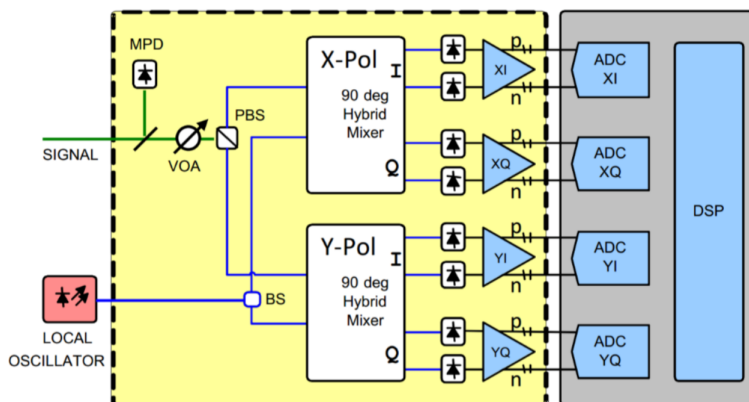 MPD
SIGNAL
VOA
PBS
X-Pol
I
90 deg
Hybrid
Mixer
Q
p
XI
n
ADC
XI
p
XQ
n
ADC
XQ
DSP
LOCAL
OSCILLATOR
BS
Y-Pol
I
90 deg
Hybrid
Mixer
Q
p
YI
n
ADC
YI
p
YQ
n
ADC
YQ